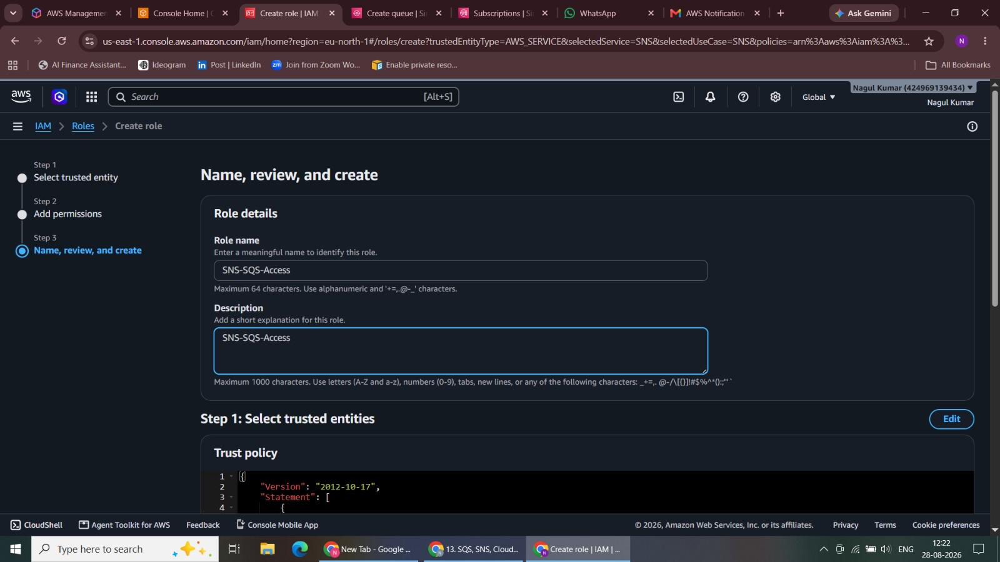 AWS Managemen
Console Home | C
Create role | IAM
Create queue | Si
Subscriptions | Si
WhatsApp
AWS Notification
Ask Gemini
us-east-1.console.aws.amazon.com/iam/home?region=eu-north-1#/roles/create?trustedEntityType=AWS_SERVICE&selectedService=SNS&selectedUseCase=SNS&policies=arn%3Aaws%3Aiam%3A%3...
N
AI Finance Assistant...
Ideogram
Post | LinkedIn
Join from Zoom Wo...
Enable private reso...
All Bookmarks
aws
Search
[Alt+S]
Global
Nagul Kumar (424969139434)
Nagul Kumar
IAM
Roles
Create role
Step 1
Select trusted entity
Step 2
Add permissions
Step 3
Name, review, and create
Name, review, and create
Role details
Role name
Enter a meaningful name to identify this role.
SNS-SQS-Access
Maximum 64 characters. Use alphanumeric and '+=,.@-_' characters.
Description
Add a short explanation for this role.
SNS-SQS-Access
Maximum 1000 characters. Use letters (A-Z and a-z), numbers (0-9), tabs, new lines, or any of the following characters: _+=,. @-/\[{}]!#$%^*();:;"'`
Step 1: Select trusted entities
Edit
Trust policy
1 {
2 "Version": "2012-10-17",
3 "Statement": [
4 {
CloudShell
Agent Toolkit for AWS
Feedback
Console Mobile App
© 2026, Amazon Web Services, Inc. or its affiliates.
Privacy
Terms
Cookie preferences
Type here to search
New Tab - Google ...
13. SQS, SNS, Cloud...
Create role | IAM | ...
ENG
12:22
28-08-2026